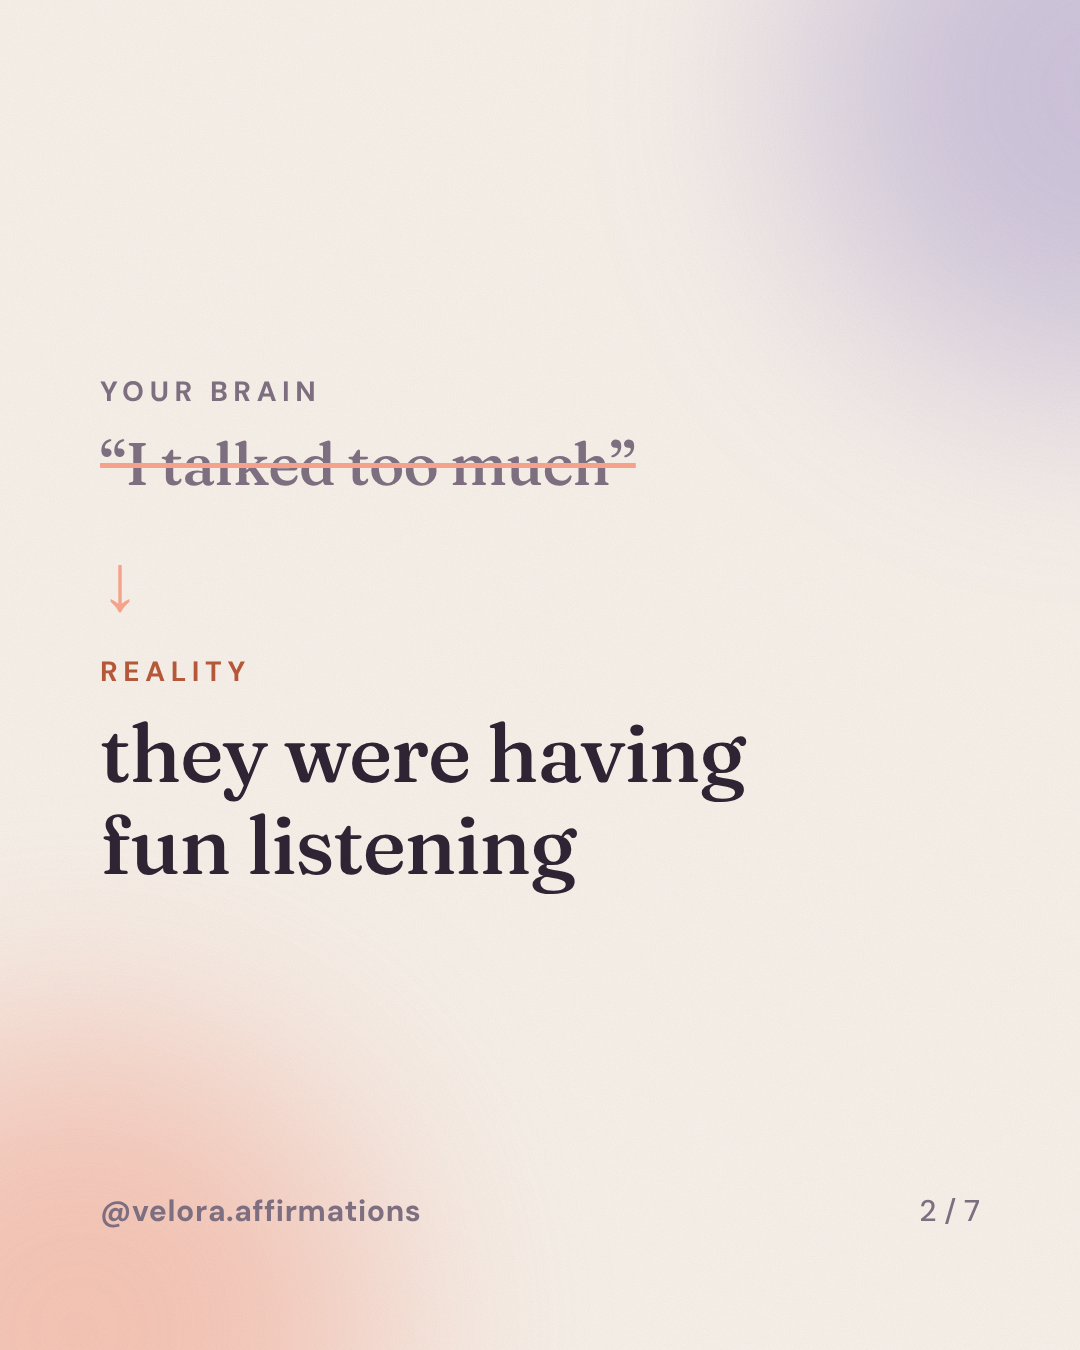 YOUR BRAIN
“I talked too much”
↓
REALITY
they were having
fun listening
@velora.affirmations
2 / 7